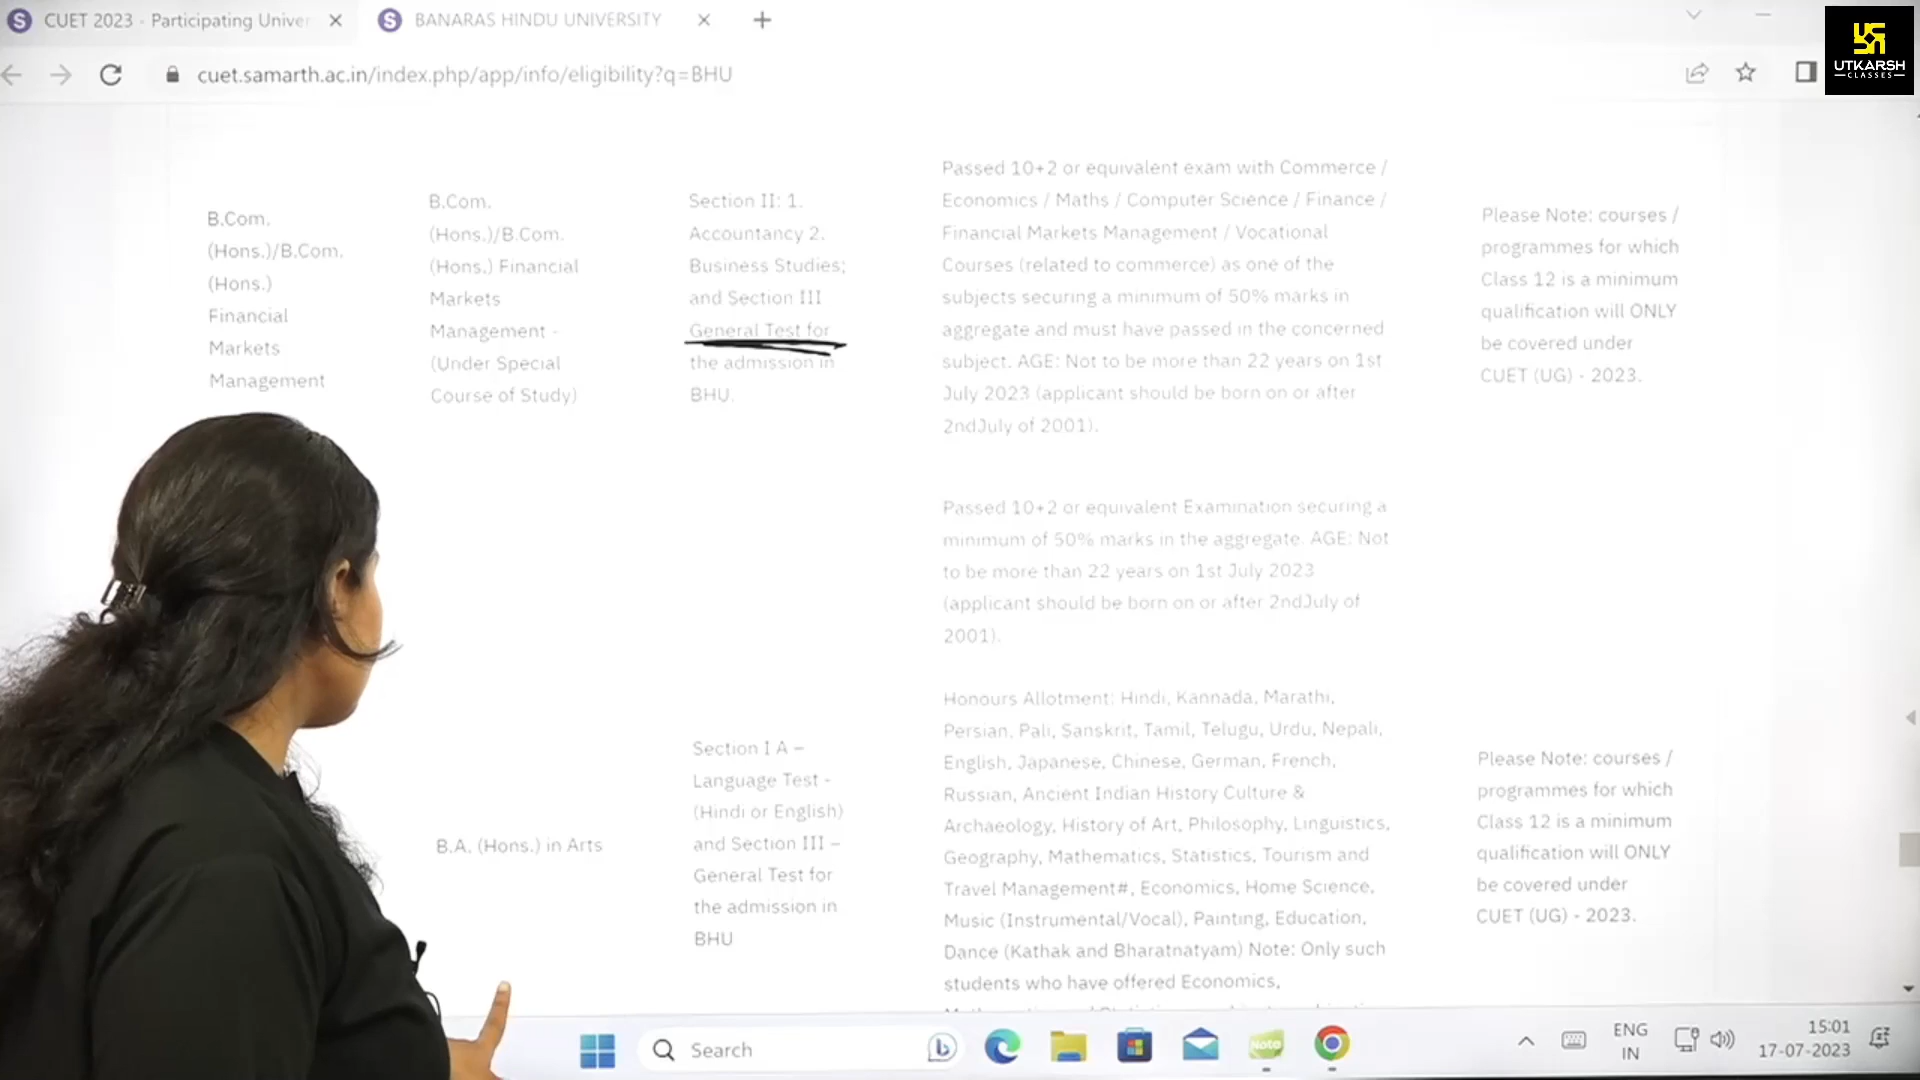 CUET 2023 - Participating Univer
BANARAS HINDU UNIVERSITY
cuet.samarth.ac.in/index.php/app/info/eligibility?q=BHU
UTKARSH
CLASSES
B.Com.
(Hons.)/B.Com.
(Hons.)
Financial
Markets
Management
B.Com.
(Hons.)/B.Com.
(Hons.) Financial
Markets
Management -
(Under Special
Course of Study)
Section II: 1.
Accountancy 2.
Business Studies;
and Section III
General Test for
the admission in
BHU.
Passed 10+2 or equivalent exam with Commerce /
Economics / Maths / Computer Science / Finance /
Financial Markets Management / Vocational
Courses (related to commerce) as one of the
subjects securing a minimum of 50% marks in
aggregate and must have passed in the concerned
subject. AGE: Not to be more than 22 years on 1st
July 2023 (applicant should be born on or after
2ndJuly of 2001).
Please Note: courses /
programmes for which
Class 12 is a minimum
qualification will ONLY
be covered under
CUET (UG) - 2023.
B.A. (Hons.) in Arts
Section I A –
Language Test -
(Hindi or English)
and Section III –
General Test for
the admission in
BHU
Passed 10+2 or equivalent Examination securing a
minimum of 50% marks in the aggregate. AGE: Not
to be more than 22 years on 1st July 2023
(applicant should be born on or after 2ndJuly of
2001).
Honours Allotment: Hindi, Kannada, Marathi,
Persian, Pali, Sanskrit, Tamil, Telugu, Urdu, Nepali,
English, Japanese, Chinese, German, French,
Russian, Ancient Indian History Culture &
Archaeology, History of Art, Philosophy, Linguistics,
Geography, Mathematics, Statistics, Tourism and
Travel Management#, Economics, Home Science,
Music (Instrumental/Vocal), Painting, Education,
Dance (Kathak and Bharatnatyam) Note: Only such
students who have offered Economics,
Please Note: courses /
programmes for which
Class 12 is a minimum
qualification will ONLY
be covered under
CUET (UG) - 2023.
Search
Note
ENG
IN
15:01
17-07-2023